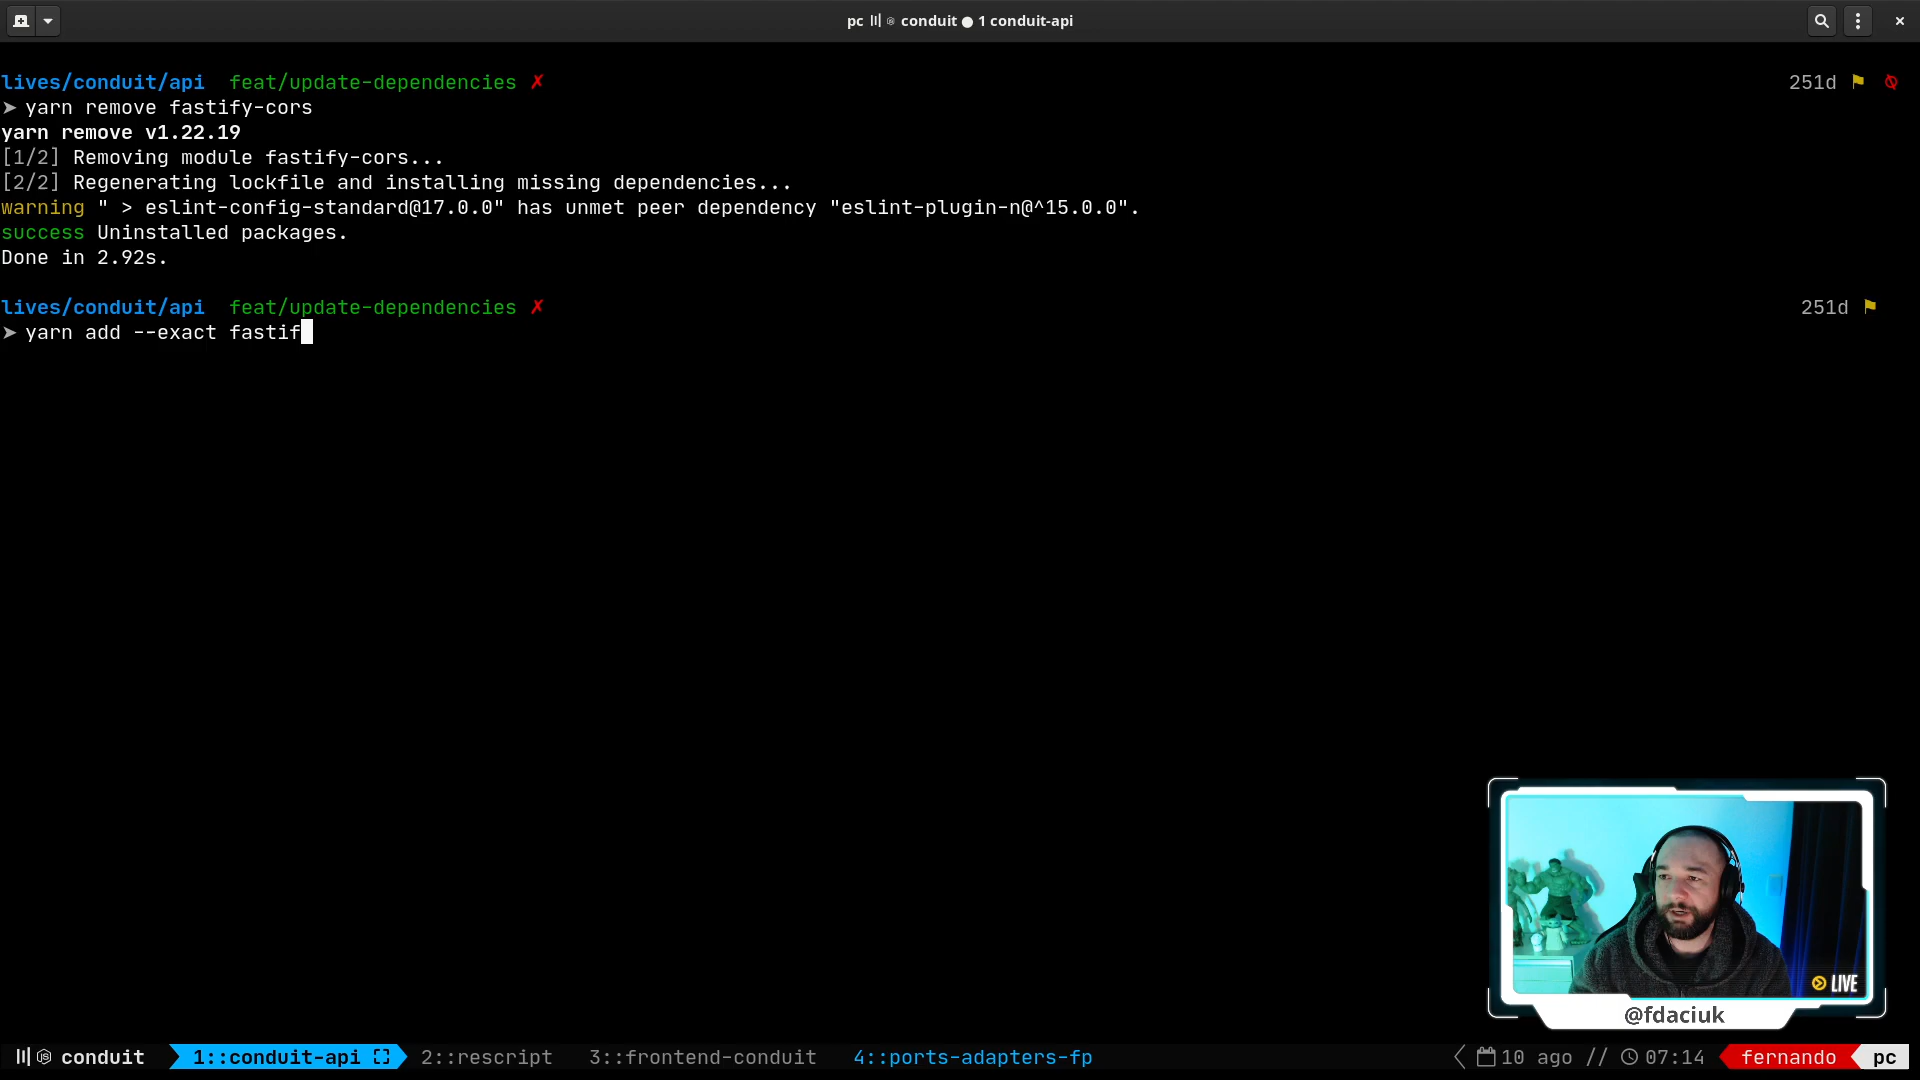 pc conduit ● 1 conduit-api
lives/conduit/api feat/update-dependencies ✗ 251d
➤ yarn remove fastify-cors
yarn remove v1.22.19
[1/2] Removing module fastify-cors...
[2/2] Regenerating lockfile and installing missing dependencies...
warning " > eslint-config-standard@17.0.0" has unmet peer dependency "eslint-plugin-n@^15.0.0".
success Uninstalled packages.
Done in 2.92s.
lives/conduit/api feat/update-dependencies ✗ 251d
➤ yarn add --exact fastif
LIVE
@fdaciuk
conduit 1::conduit-api 2::rescript 3::frontend-conduit 4::ports-adapters-fp 10 ago // 07:14 fernando pc